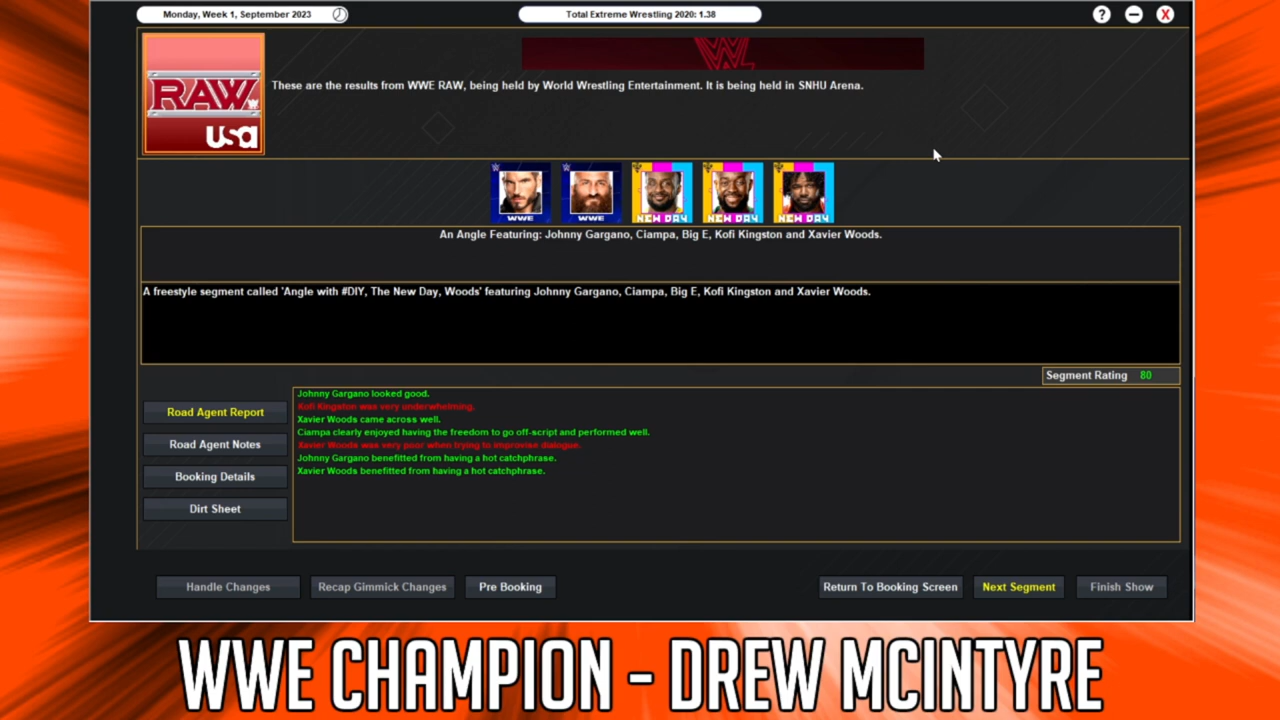 Monday, Week 1, September 2023
Total Extreme Wrestling 2020: 1.38
?
X
RAW
USA
These are the results from WWE RAW, being held by World Wrestling Entertainment. It is being held in SNHU Arena.
WWE
WWE
NEW DAY
NEW DAY
NEW DAY
An Angle Featuring: Johnny Gargano, Ciampa, Big E, Kofi Kingston and Xavier Woods.
A freestyle segment called 'Angle with #DIY, The New Day, Woods' featuring Johnny Gargano, Ciampa, Big E, Kofi Kingston and Xavier Woods.
Segment Rating 80
Road Agent Report
Road Agent Notes
Booking Details
Dirt Sheet
Johnny Gargano looked good.
Kofi Kingston was very underwhelming.
Xavier Woods came across well.
Ciampa clearly enjoyed having the freedom to go off-script and performed well.
Xavier Woods was very poor when trying to improvise dialogue.
Johnny Gargano benefitted from having a hot catchphrase.
Xavier Woods benefitted from having a hot catchphrase.
Handle Changes
Recap Gimmick Changes
Pre Booking
Return To Booking Screen
Next Segment
Finish Show
WWE CHAMPION - DREW MCINTYRE